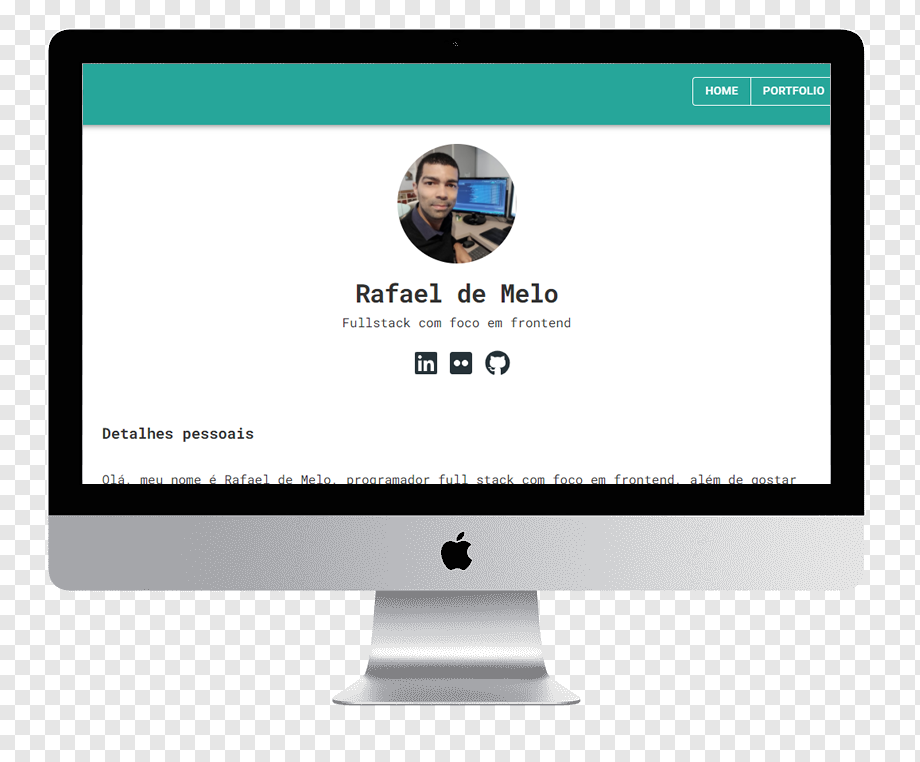 HOME PORTFOLIO
Rafael de Melo
Fullstack com foco em frontend
in
Detalhes pessoais
Olá, meu nome é Rafael de Melo, programador full stack com foco em frontend, além de gostar